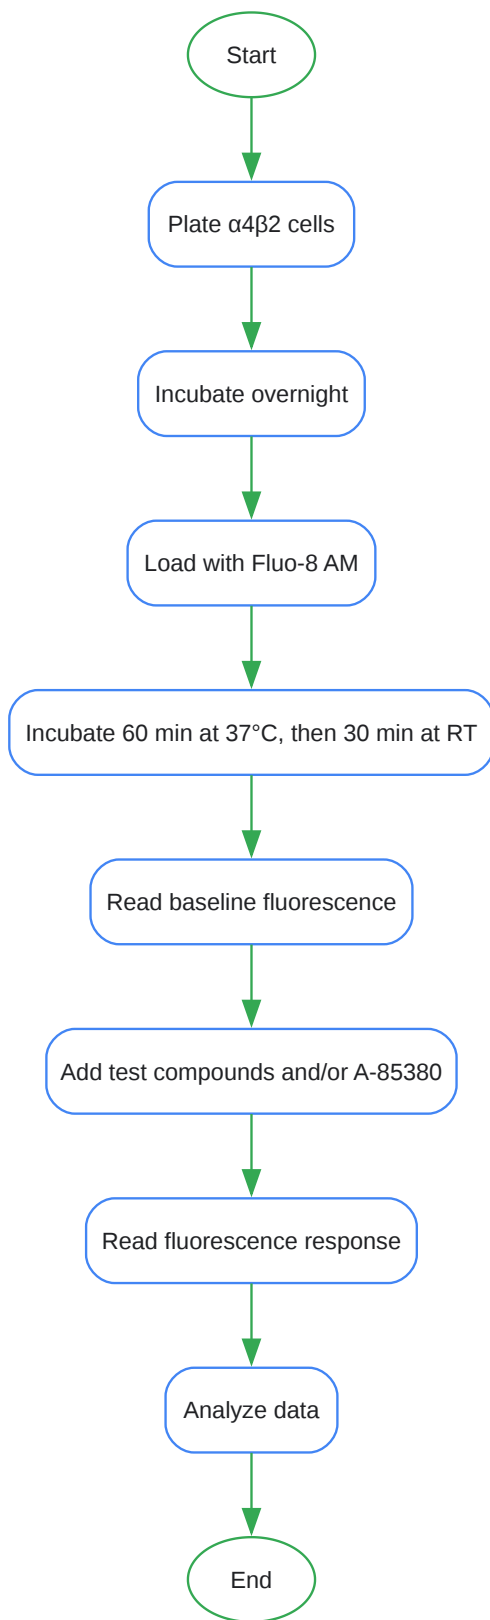 Start
Plate α4β2 cells
Incubate overnight
Load with Fluo-8 AM
Incubate 60 min at 37°C, then 30 min at RT
Read baseline fluorescence
Add test compounds and/or A-85380
Read fluorescence response
Analyze data
End